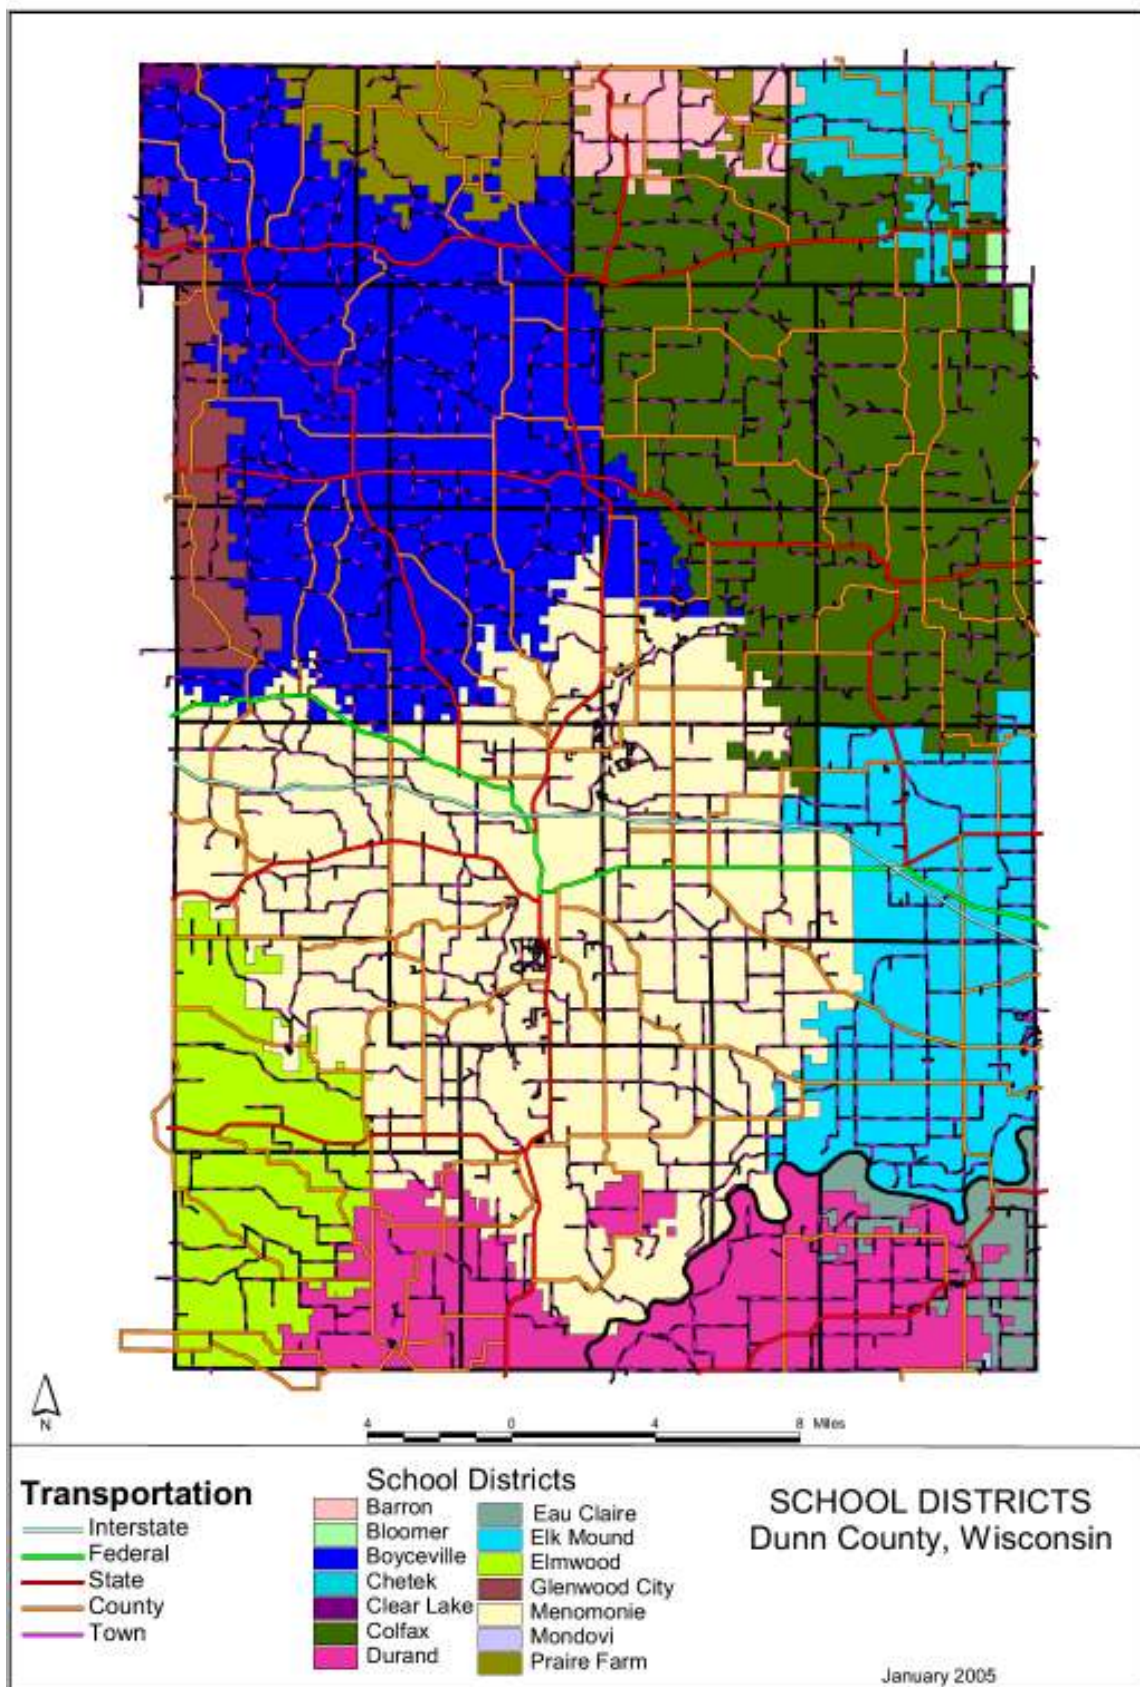 N
4 0 4 8 Miles
Transportation
Interstate
Federal
State
County
Town
School Districts
Barron
Bloomer
Boyceville
Chetek
Clear Lake
Colfax
Durand
Eau Claire
Elk Mound
Elmwood
Glenwood City
Menomonie
Mondovi
Praire Farm
SCHOOL DISTRICTS
Dunn County, Wisconsin
January 2005